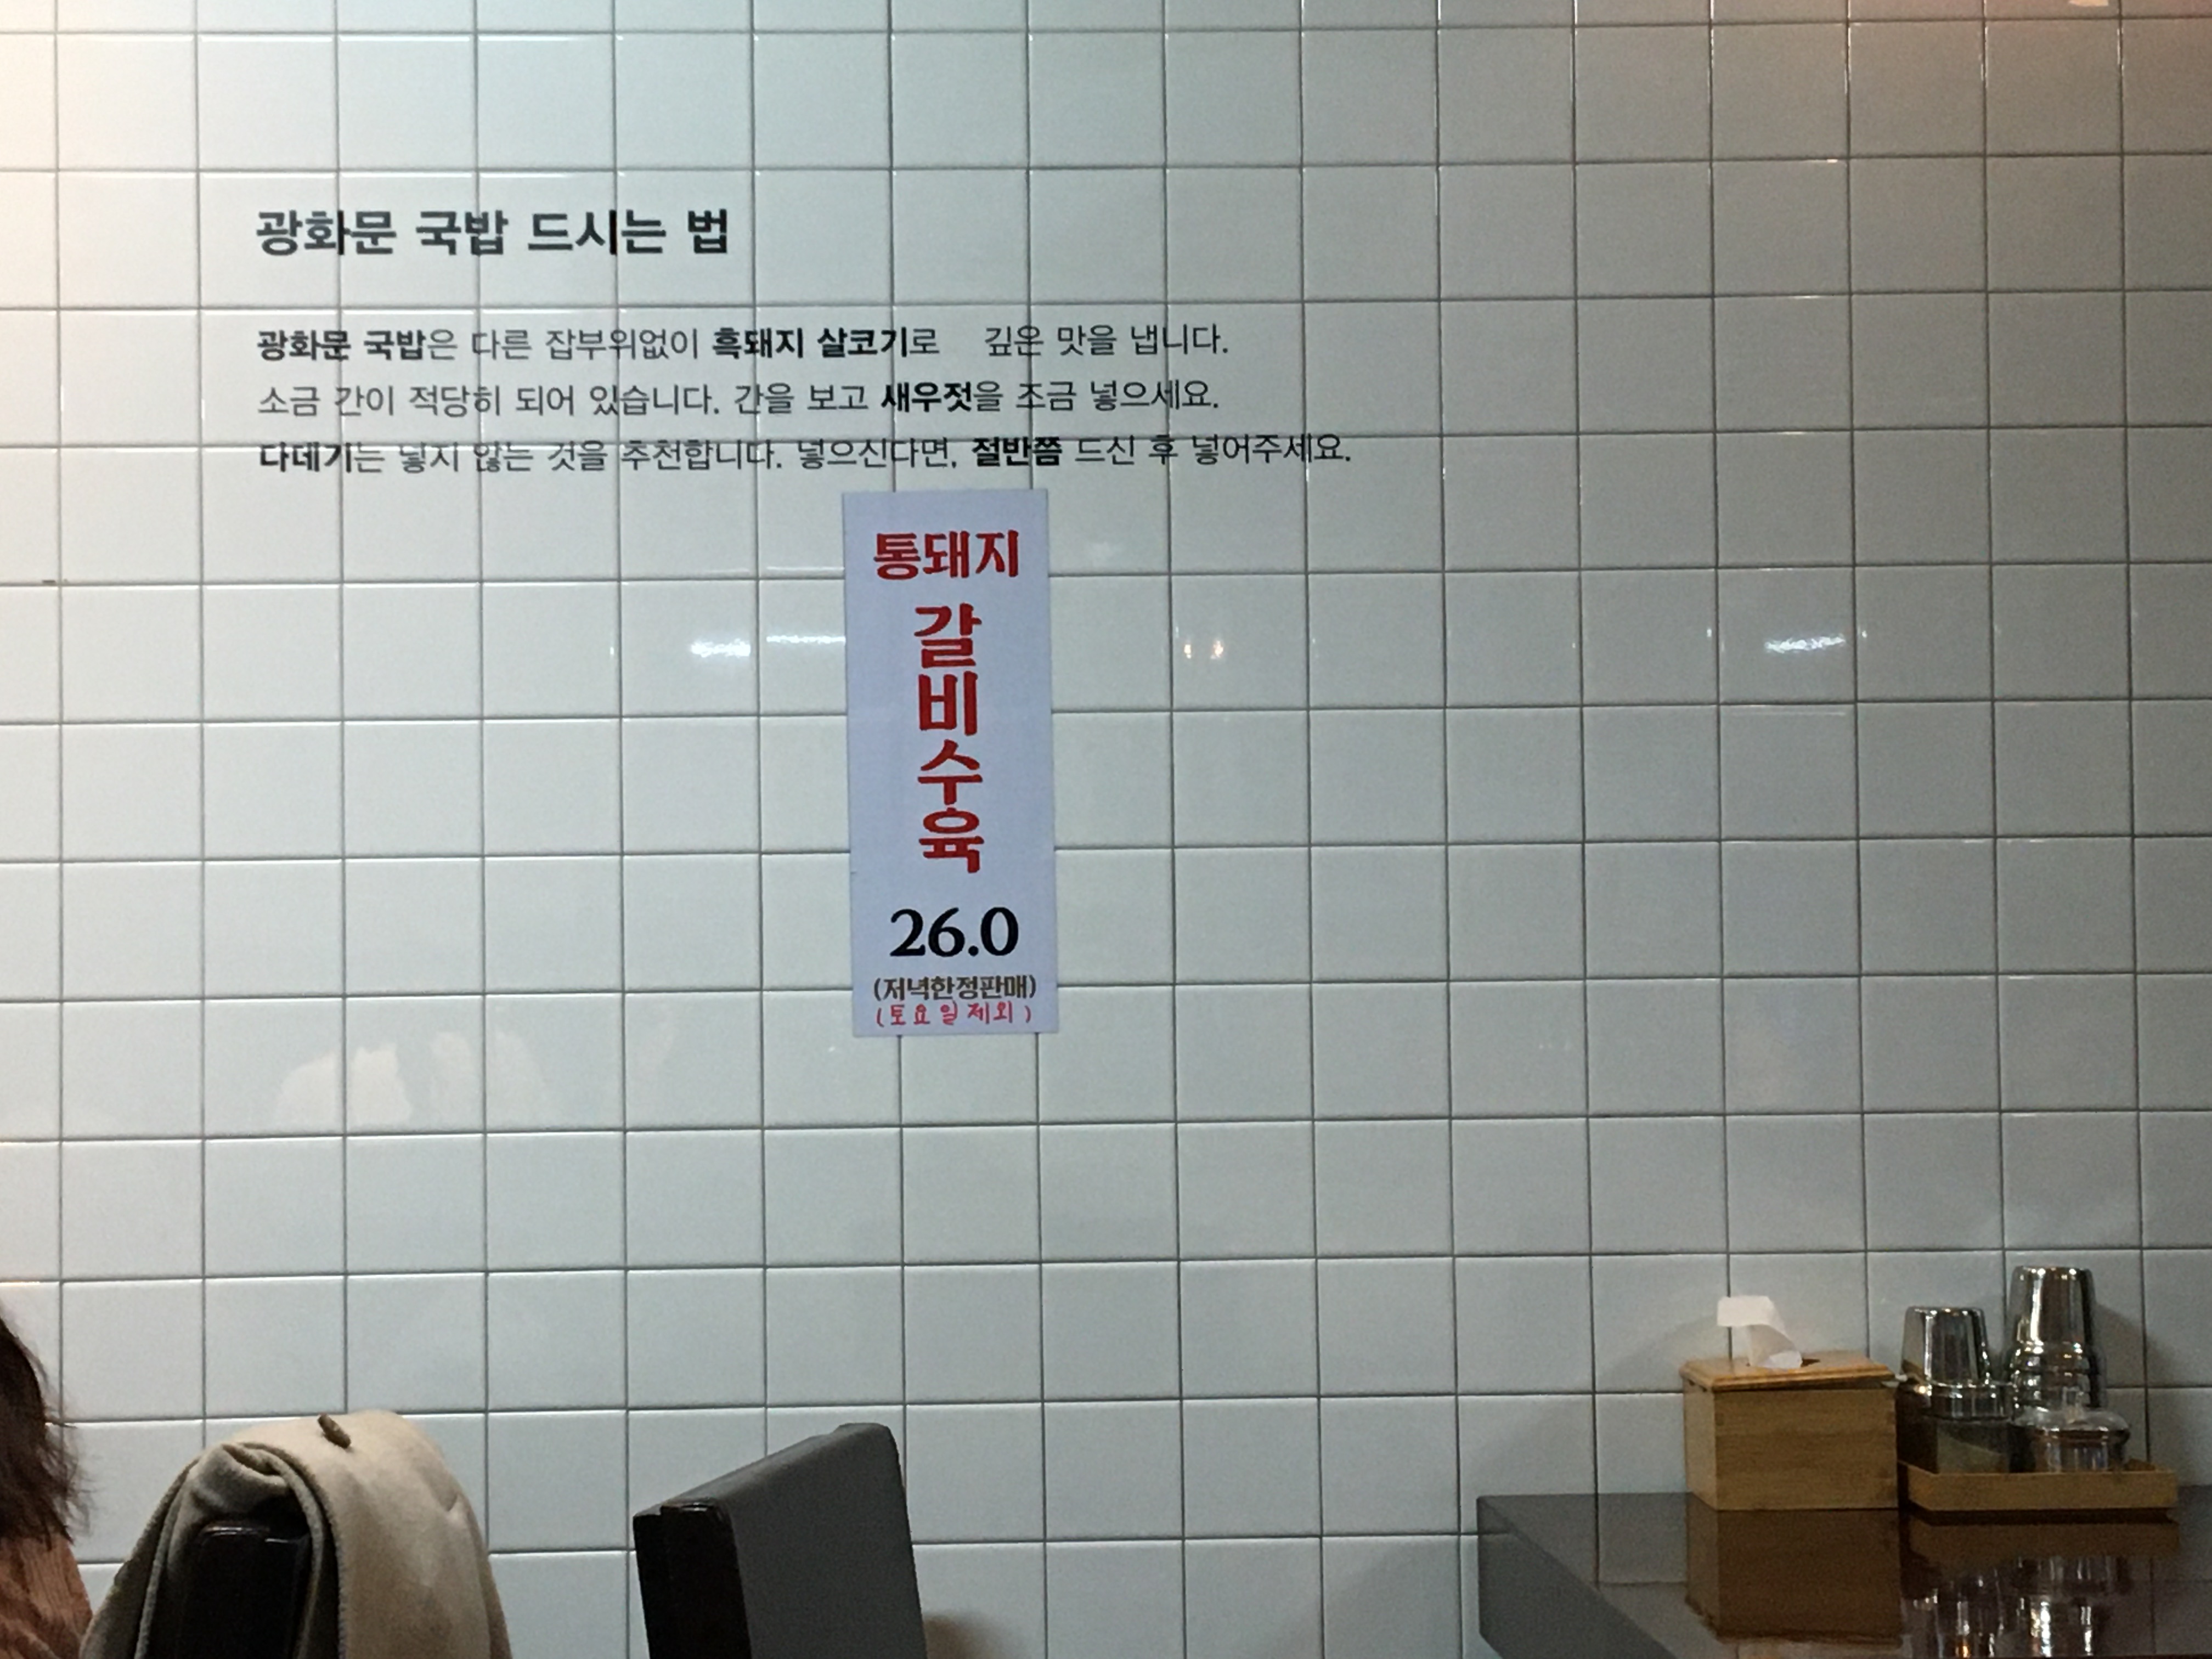 광화문 국밥 드시는 법
광화문 국밥은 다른 잡부위없이 흑돼지 살코기로 깊은 맛을 냅니다.
소금 간이 적당히 되어 있습니다. 간을 보고 새우젓을 조금 넣으세요.
다데기는 넣지 않는 것을 추천합니다. 넣으신다면, 절반쯤 드신 후 넣어주세요.
통돼지
갈
비
수
육
26.0
(저녁한정판매)
(토요일제외)